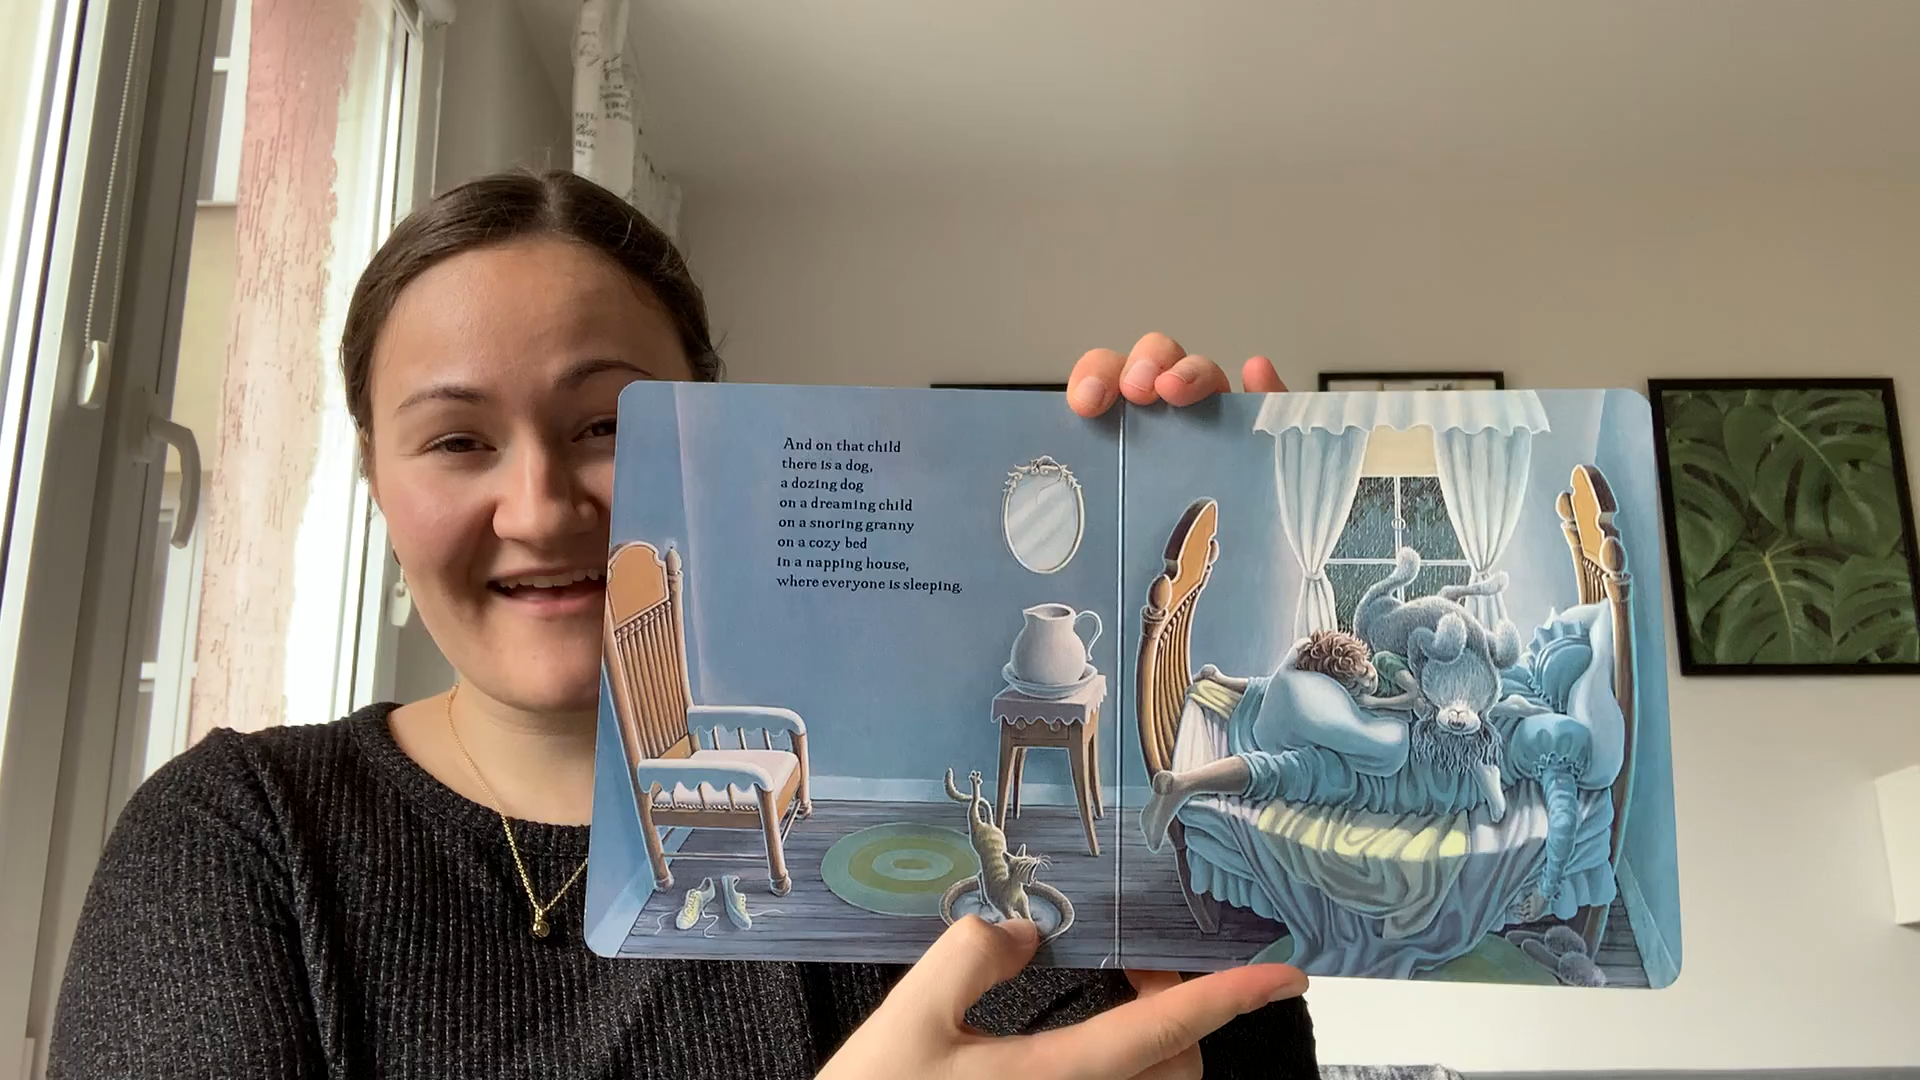 And on that child
there is a dog,
a dozing dog
on a dreaming child
on a snoring granny
on a cozy bed
in a napping house,
where everyone is sleeping.